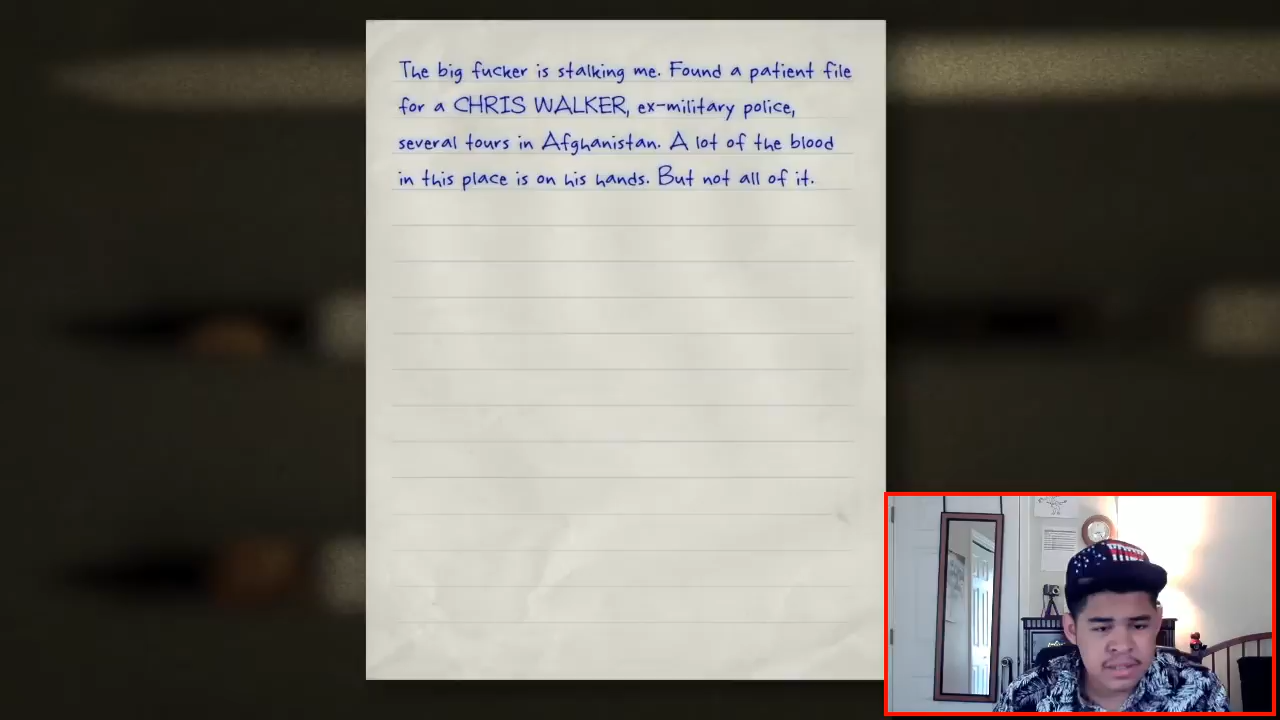 The big fucker is stalking me. Found a patient file
for a CHRIS WALKER, ex-military police,
several tours in Afghanistan. A lot of the blood
in this place is on his hands. But not all of it.